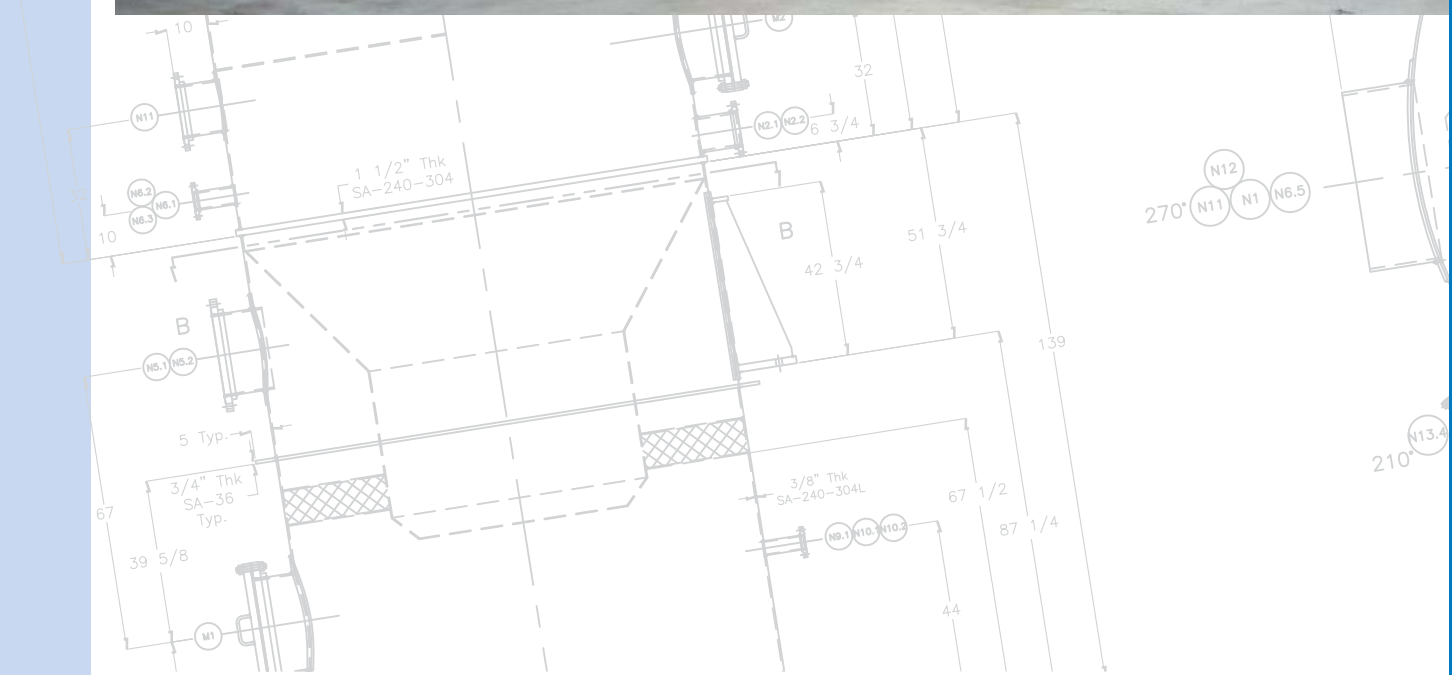 10
M2
32
N11
N2.1 N2.2 6 3/4
1 1/2" Thk
SA-240-304
N12
N6.2
N6.1
N6.3
270° N11 N1 N6.5
10
B
51 3/4
42 3/4
B
139
N5.1 N5.2
5 Typ.
N13.4
210°
3/4" Thk
SA-36
Typ.
3/8" Thk
SA-240-304L
67 1/2
67
87 1/4
N9.1 N10.1 N10.2
39 5/8
44
M1